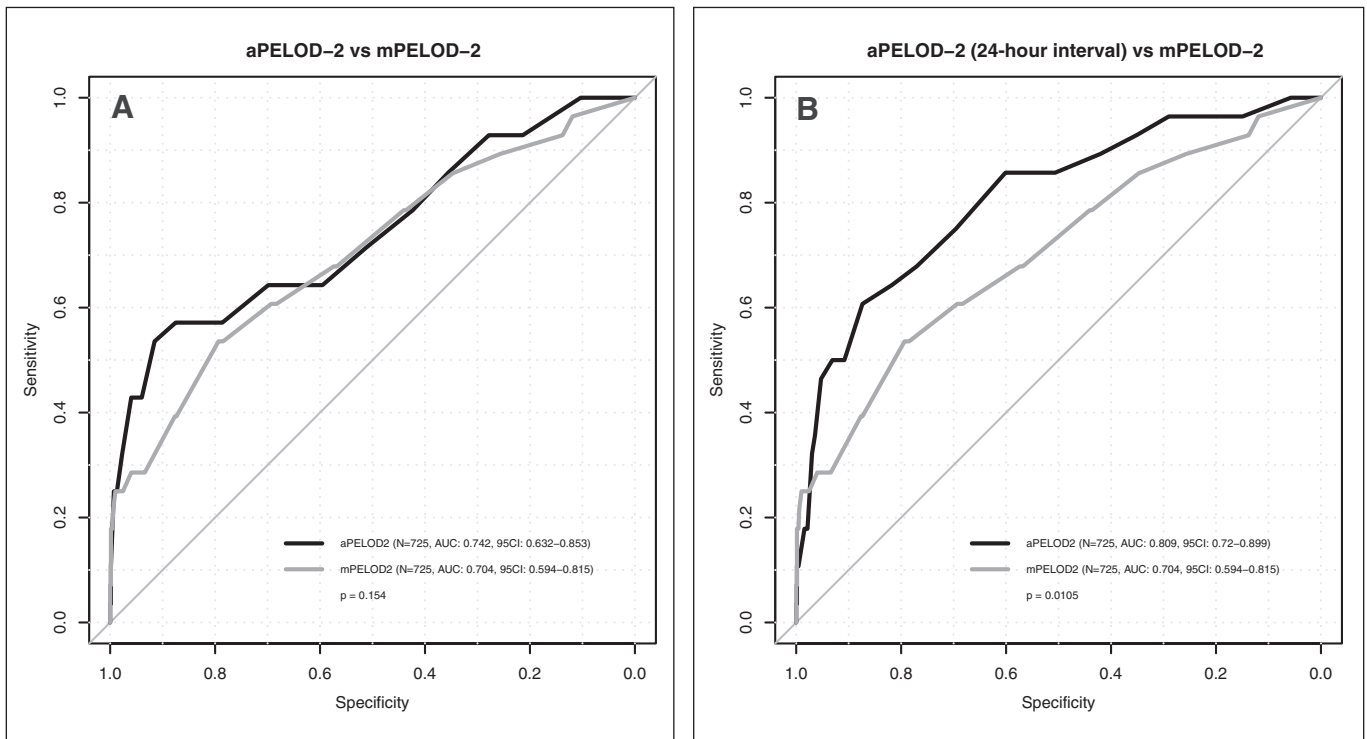 aPELOD−2 vs mPELOD−2
A
1.0
0.8
0.6
0.4
0.2
0.0
Sensitivity
aPELOD2 (N=725, AUC: 0.742, 95CI: 0.632−0.853)
mPELOD2 (N=725, AUC: 0.704, 95CI: 0.594−0.815)
p = 0.154
1.0 0.8 0.6 0.4 0.2 0.0
Specificity
aPELOD−2 (24-hour interval) vs mPELOD−2
B
1.0
0.8
0.6
0.4
0.2
0.0
Sensitivity
aPELOD2 (N=725, AUC: 0.809, 95CI: 0.72−0.899)
mPELOD2 (N=725, AUC: 0.704, 95CI: 0.594−0.815)
p = 0.0105
1.0 0.8 0.6 0.4 0.2 0.0
Specificity